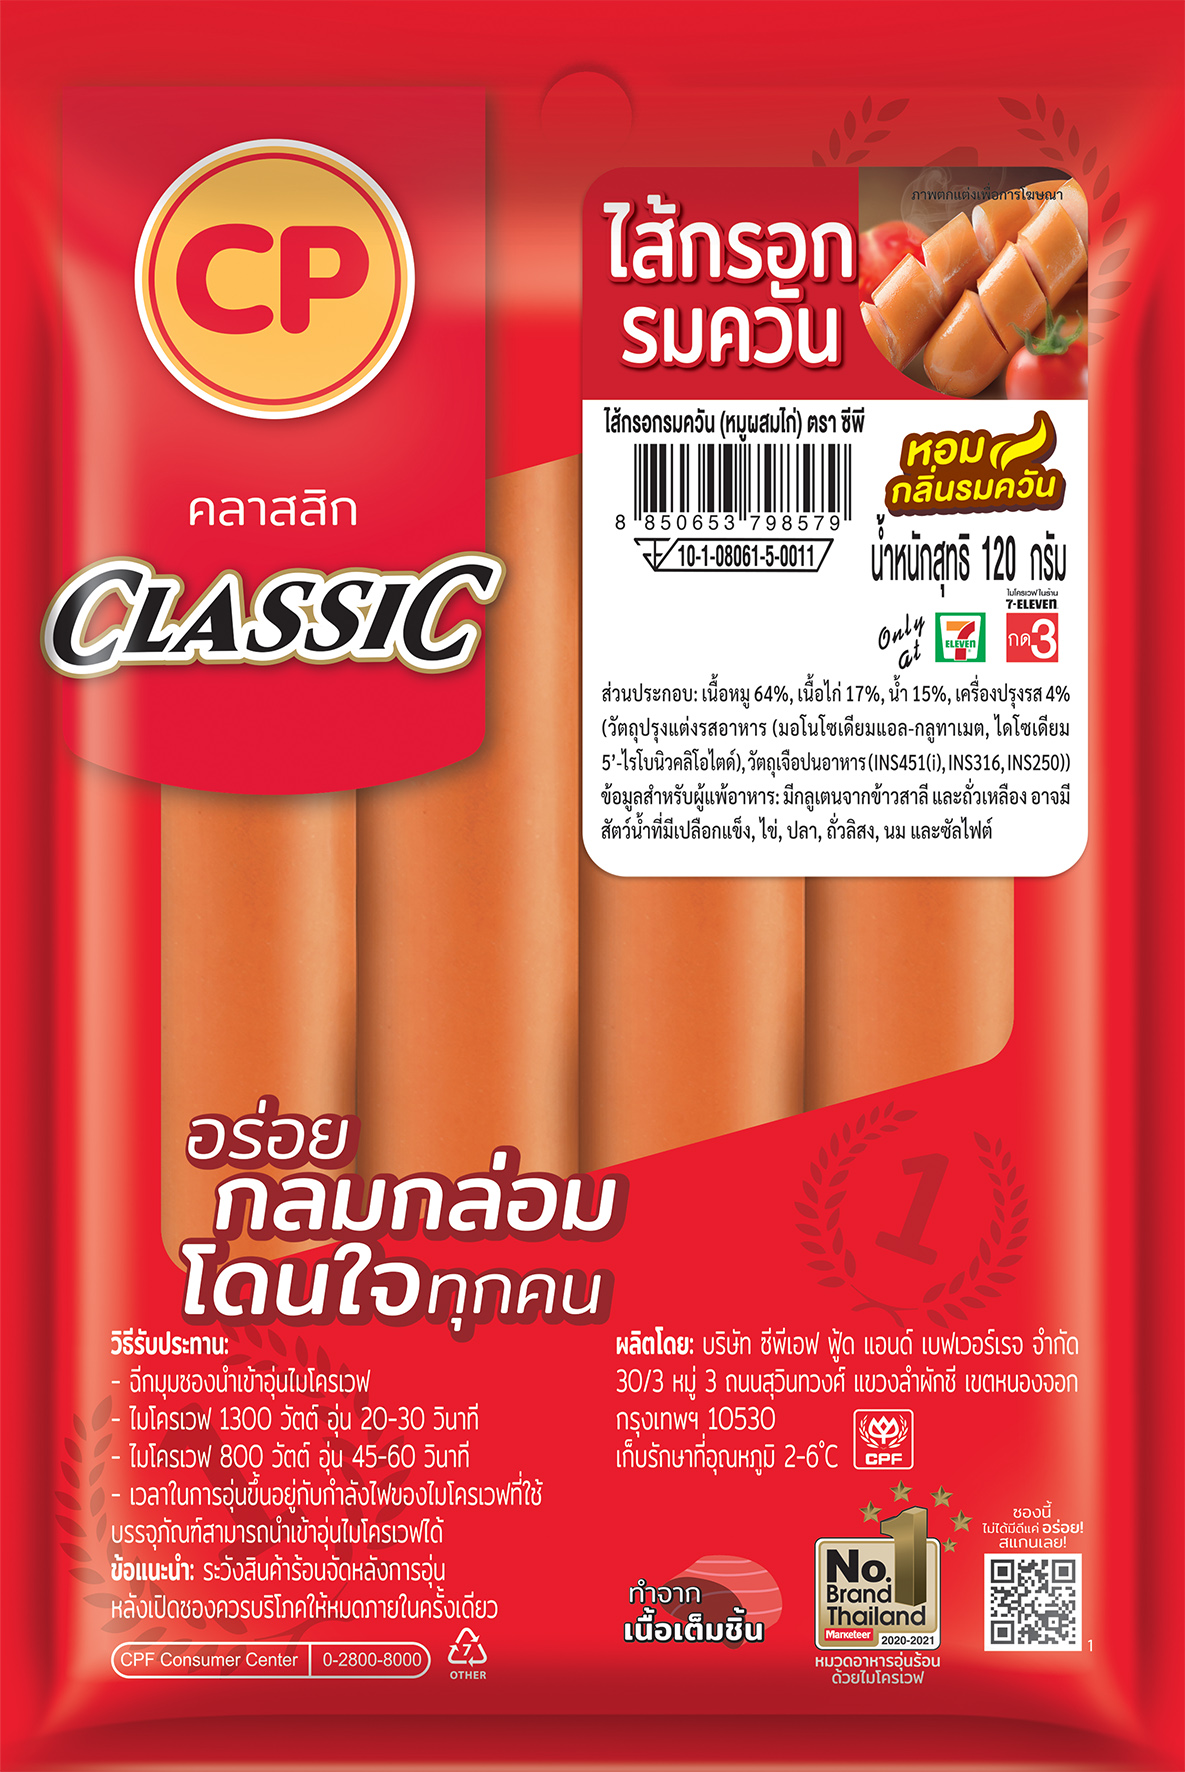 CP
คลาสสิก
CLASSIC
ไส้กรอก
รมควัน
ภาพตกแต่งเพื่อการโฆษณา
ไส้กรอกรมควัน (หมูผสมไก่) ตรา ซีพี
8 850653 798579
10-1-08061-5-0011
หอม
กลิ่นรมควัน
น้ำหนักสุทธิ 120 กรัม
Only at
7 ELEVEN
ไมโครเวฟในร้าน
7-ELEVEN
กด 3
ส่วนประกอบ: เนื้อหมู 64%, เนื้อไก่ 17%, น้ำ 15%, เครื่องปรุงรส 4%
(วัตถุปรุงแต่งรสอาหาร (มอโนโซเดียมแอล-กลูทาเมต, ไดโซเดียม
5'-ไรโบนิวคลิโอไตด์), วัตถุเจือปนอาหาร (INS451(i), INS316, INS250))
ข้อมูลสำหรับผู้แพ้อาหาร: มีกลูเตนจากข้าวสาลี และถั่วเหลือง อาจมี
สัตว์น้ำที่มีเปลือกแข็ง, ไข่, ปลา, ถั่วลิสง, นม และซัลไฟต์
อร่อย
กลมกล่อม
โดนใจทุกคน
1
วิธีรับประทาน:
- ฉีกมุมซองนำเข้าอุ่นไมโครเวฟ
- ไมโครเวฟ 1300 วัตต์ อุ่น 20-30 วินาที
- ไมโครเวฟ 800 วัตต์ อุ่น 45-60 วินาที
- เวลาในการอุ่นขึ้นอยู่กับกำลังไฟของไมโครเวฟที่ใช้
บรรจุภัณฑ์สามารถนำเข้าอุ่นไมโครเวฟได้
ข้อแนะนำ: ระวังสินค้าร้อนจัดหลังการอุ่น
หลังเปิดซองควรบริโภคให้หมดภายในครั้งเดียว
CPF Consumer Center 0-2800-8000
7
OTHER
ผลิตโดย: บริษัท ซีพีเอฟ ฟู้ด แอนด์ เบฟเวอร์เรจ จำกัด
30/3 หมู่ 3 ถนนสุวินทวงศ์ แขวงลำผักชี เขตหนองจอก
กรุงเทพฯ 10530
เก็บรักษาที่อุณหภูมิ 2-6°C
CPF
ทำจาก
เนื้อเต็มชิ้น
No. 1
Brand
Thailand
Marketeer 2020-2021
หมวดอาหารอุ่นร้อน
ด้วยไมโครเวฟ
ซองนี้
ไม่ได้มีดีแค่ อร่อย!
สแกนเลย!
1